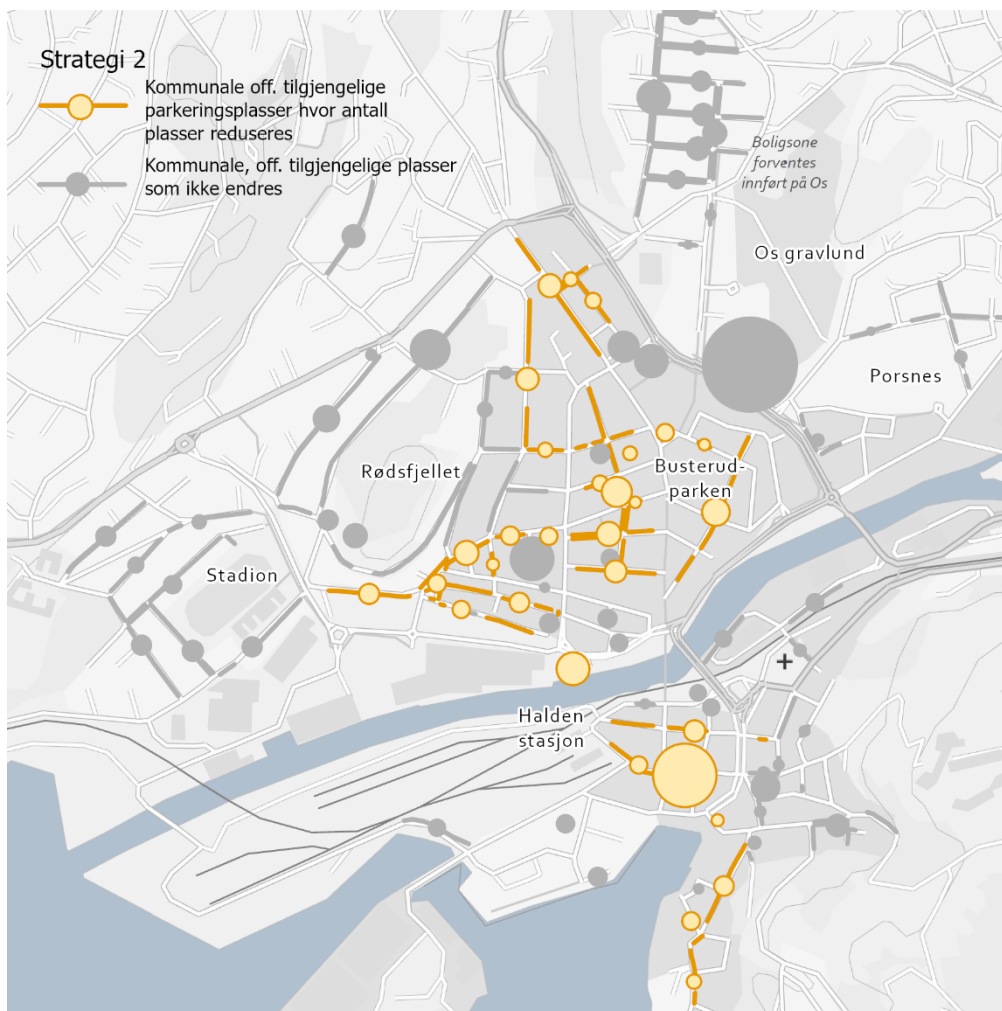 Strategi 2
Kommunale off. tilgjengelige
parkeringsplasser hvor antall
plasser reduseres
Kommunale, off. tilgjengelige plasser
som ikke endres
Boligsone
forventes
innført på Os
Os gravlund
Porsnes
Rødsfjellet
Busterud-
parken
Stadion
Halden
stasjon